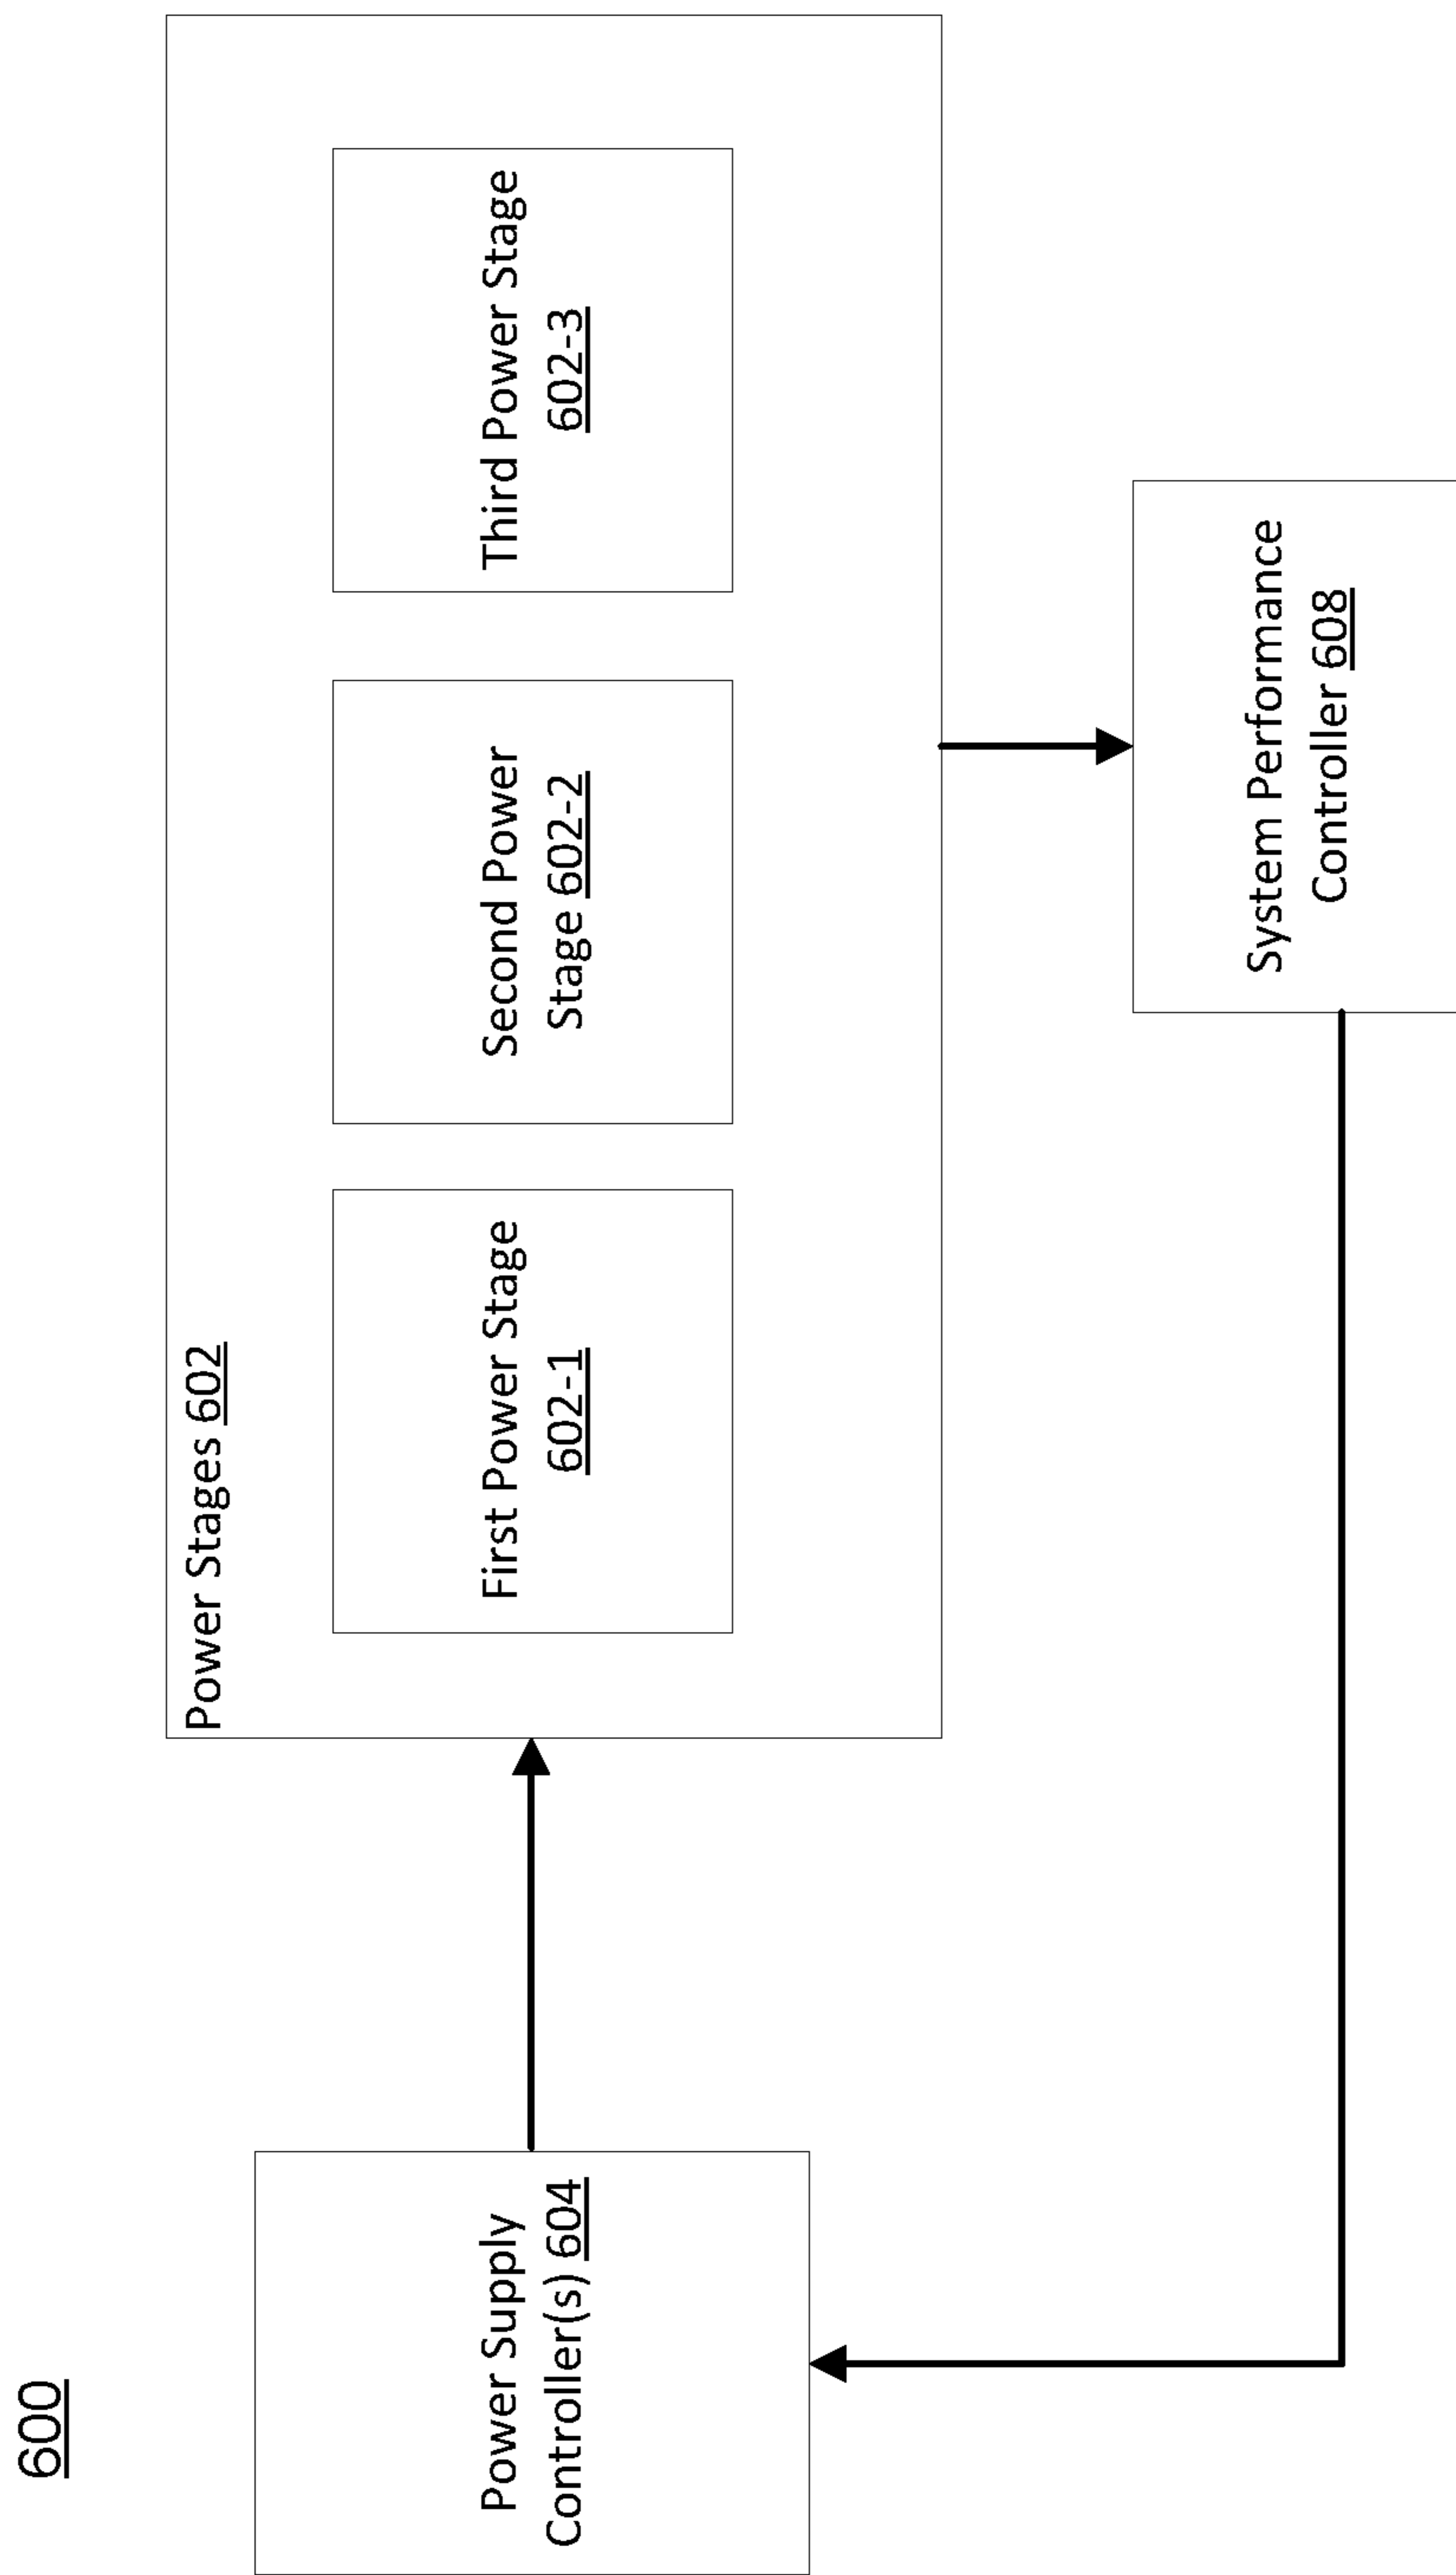 600
Power Stages 602
First Power Stage
602-1
Second Power
Stage 602-2
Third Power Stage
602-3
Power Supply
Controller(s) 604
System Performance
Controller 608